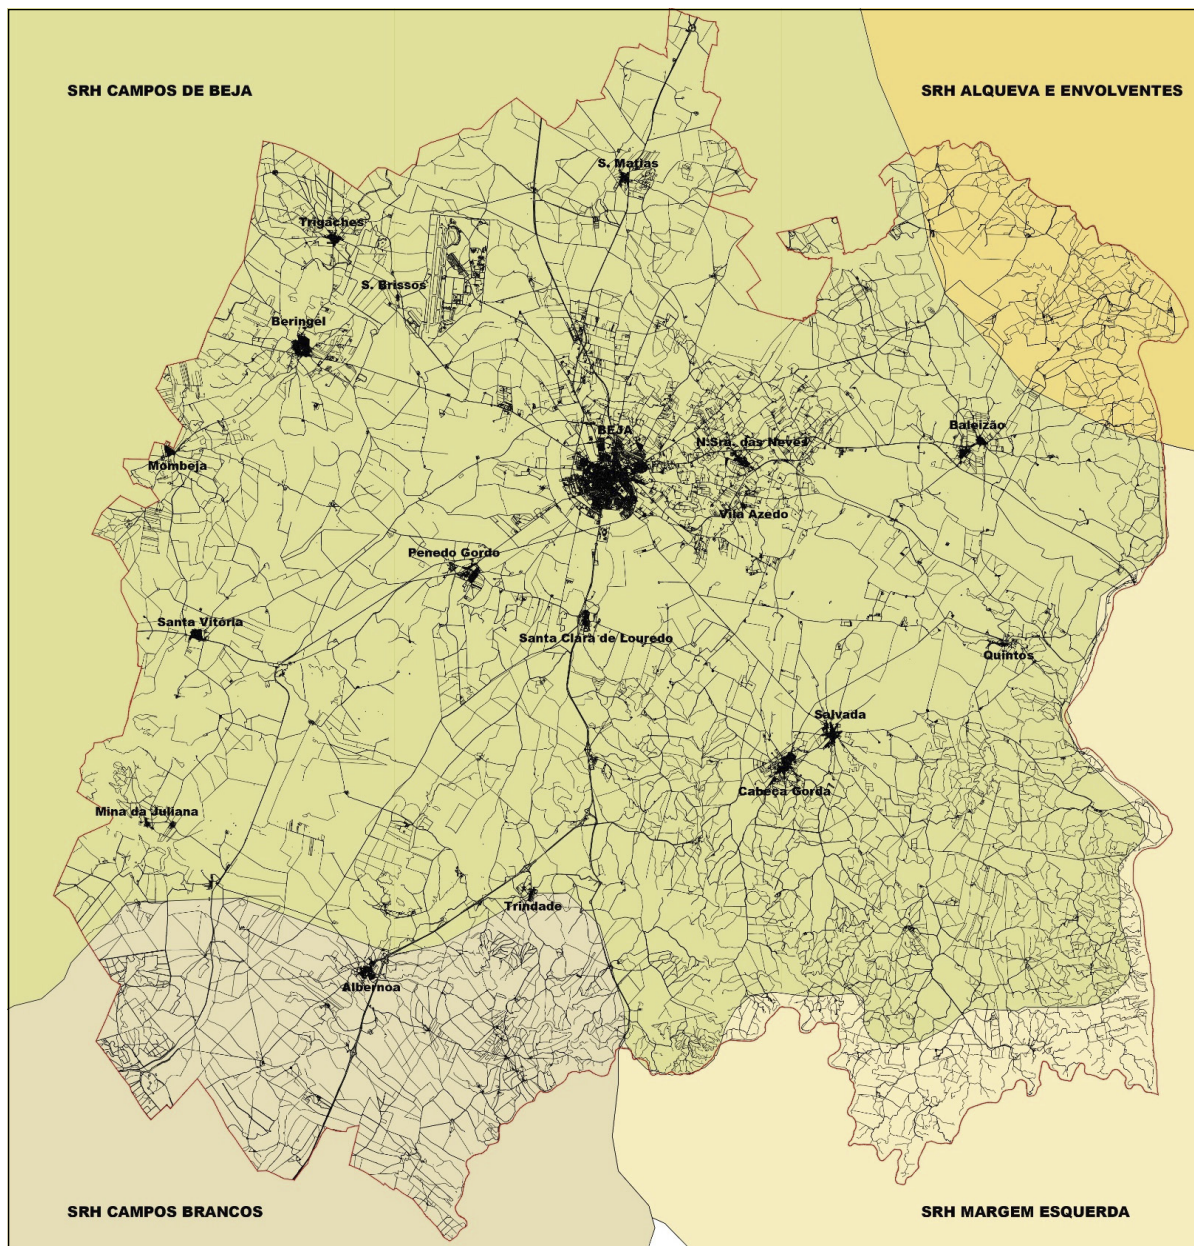 SRH CAMPOS DE BEJA
SRH ALQUEVA E ENVOLVENTES
S. Matias
Trigaches
S. Brissos
Beringel
BEJA
N.Sra. das Neves
Baleizão
Mombeja
Vila Azedo
Penedo Gordo
Santa Vitória
Santa Clara de Louredo
Quintos
Salvada
Cabeça Gorda
Mina da Juliana
Trindade
Albernoa
SRH CAMPOS BRANCOS
SRH MARGEM ESQUERDA